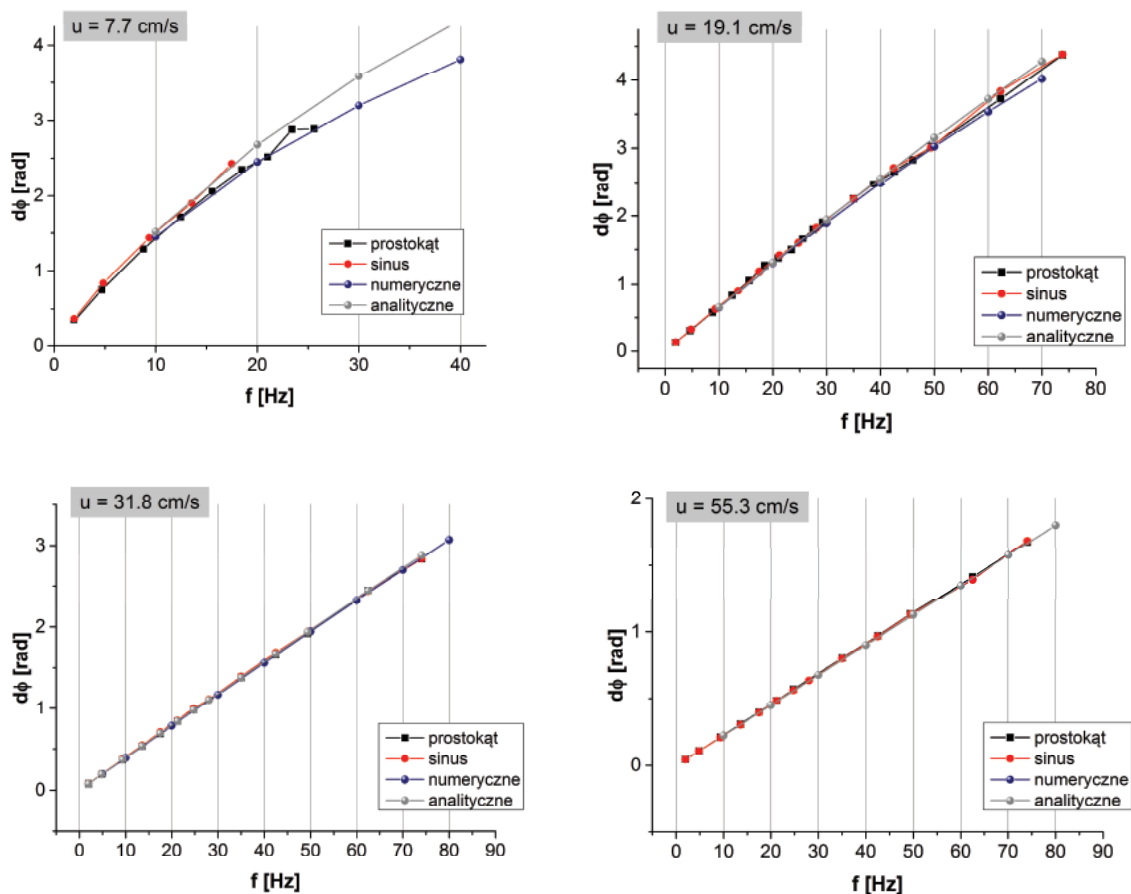 u = 7.7 cm/s
dϕ [rad]
4
3
2
1
0
10
20
30
40
f [Hz]
prostokąt
sinus
numeryczne
analityczne
u = 19.1 cm/s
dϕ [rad]
4
3
2
1
0
0 10 20 30 40 50 60 70 80
f [Hz]
prostokąt
sinus
numeryczne
analityczne
u = 31.8 cm/s
dϕ [rad]
3
2
1
0
0 10 20 30 40 50 60 70 80 90
f [Hz]
prostokąt
sinus
numeryczne
analityczne
u = 55.3 cm/s
dϕ [rad]
2
1
0
0 10 20 30 40 50 60 70 80 90
f [Hz]
prostokąt
sinus
numeryczne
analityczne